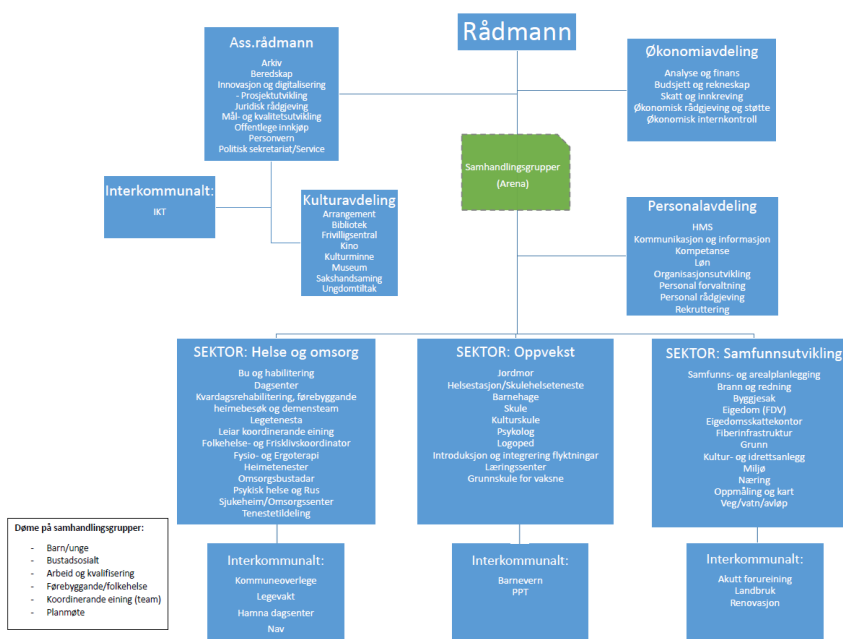 Rådmann
Ass.rådmann
Arkiv
Beredskap
Innovasjon og digitalisering
- Prosjektutvikling
Juridisk rådgjeving
Mål- og kvalitetsutvikling
Offentlege innkjøp
Personvern
Politisk sekretariat/Service
Økonomiavdeling
Analyse og finans
Budsjett og rekneskap
Skatt og innkreving
Økonomisk rådgjeving og støtte
Økonomisk internkontroll
Samhandlingsgrupper
(Arena)
Interkommunalt:
IKT
Kulturavdeling
Arrangement
Bibliotek
Frivilligsentral
Kino
Kulturminne
Museum
Sakshandsaming
Ungdomtiltak
Personalavdeling
HMS
Kommunikasjon og informasjon
Kompetanse
Løn
Organisasjonsutvikling
Personal forvaltning
Personal rådgjeving
Rekruttering
SEKTOR: Helse og omsorg
Bu og habilitering
Dagsenter
Kvardagsrehabilitering, førebyggande
heimebesøk og demensteam
Legetenesta
Leiar koordinerande eining
Folkehelse- og Frisklivskoordinator
Fysio- og Ergoterapi
Heimetenester
Omsorgsbustadar
Psykisk helse og Rus
Sjukeheim/Omsorgssenter
Tenestetildeling
SEKTOR: Oppvekst
Jordmor
Helsestasjon/Skulehelseteneste
Barnehage
Skule
Kulturskule
Psykolog
Logoped
Introduksjon og integrering flyktningar
Læringssenter
Grunnskule for vaksne
SEKTOR: Samfunnsutvikling
Samfunns- og arealplanlegging
Brann og redning
Byggjesak
Eigedom (FDV)
Eigedomsskattekontor
Fiberinfrastruktur
Grunn
Kultur- og idrettsanlegg
Miljø
Næring
Oppmåling og kart
Veg/vatn/avløp
Døme på samhandlingsgrupper:
- Barn/unge
- Bustadsosialt
- Arbeid og kvalifisering
- Førebyggande/folkehelse
- Koordinerande eining (team)
- Planmøte
Interkommunalt:
Kommuneoverlege
Legevakt
Hamna dagsenter
Nav
Interkommunalt:
Barnevern
PPT
Interkommunalt:
Akutt forureining
Landbruk
Renovasjon